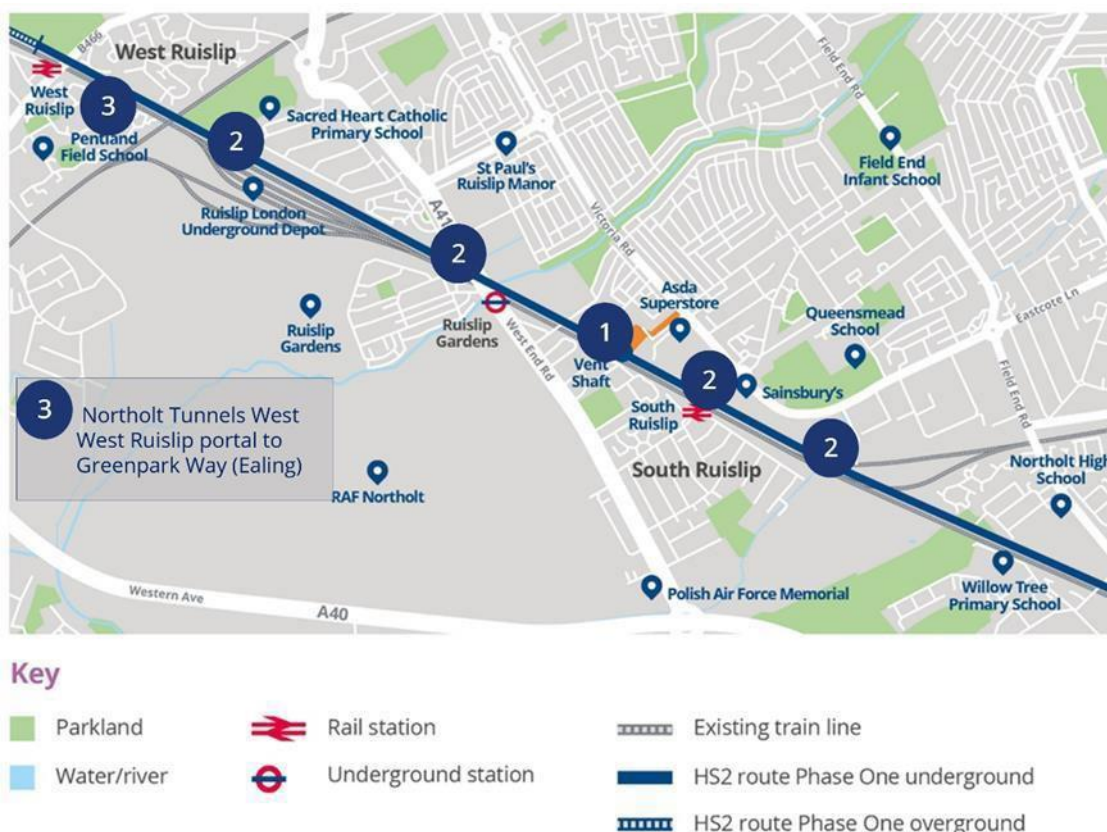 West Ruislip
B466
West
Ruislip
3
Pentland
Field School
2
Sacred Heart Catholic
Primary School
St Paul's
Ruislip Manor
Field End Rd
Field End
Infant School
Ruislip London
Underground Depot
A41
2
Victoria Rd
Ruislip
Gardens
Ruislip
Gardens
West End Rd
Asda
Superstore
1
Vent
Shaft
Queensmead
School
Eastcote Ln
2
Sainsbury's
South
Ruislip
Field End Rd
3
Northolt Tunnels West
West Ruislip portal to
Greenpark Way (Ealing)
South Ruislip
2
Northolt High
School
RAF Northolt
Western Ave
A40
Polish Air Force Memorial
Willow Tree
Primary School
Key
Parkland
Rail station
Existing train line
Water/river
Underground station
HS2 route Phase One underground
HS2 route Phase One overground